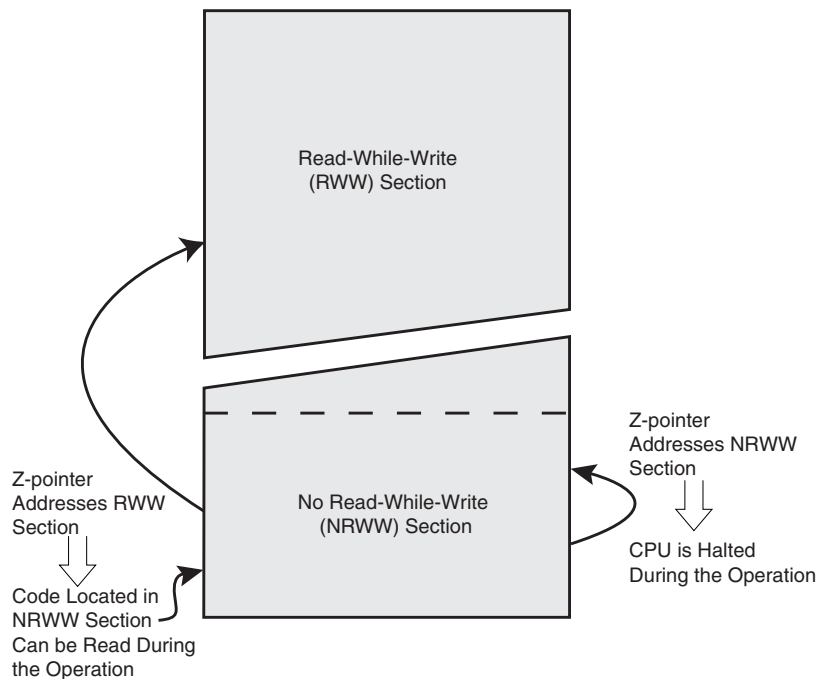 Read-While-Write
(RWW) Section
Z-pointer
Addresses NRWW
Section
CPU is Halted
During the Operation
No Read-While-Write
(NRWW) Section
Z-pointer
Addresses RWW
Section
Code Located in
NRWW Section
Can be Read During
the Operation